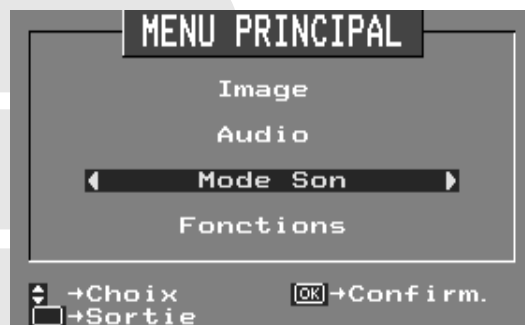 MENU PRINCIPAL
Image
Audio
Mode Son
Fonctions
→Choix OK→Confirm.
→Sortie